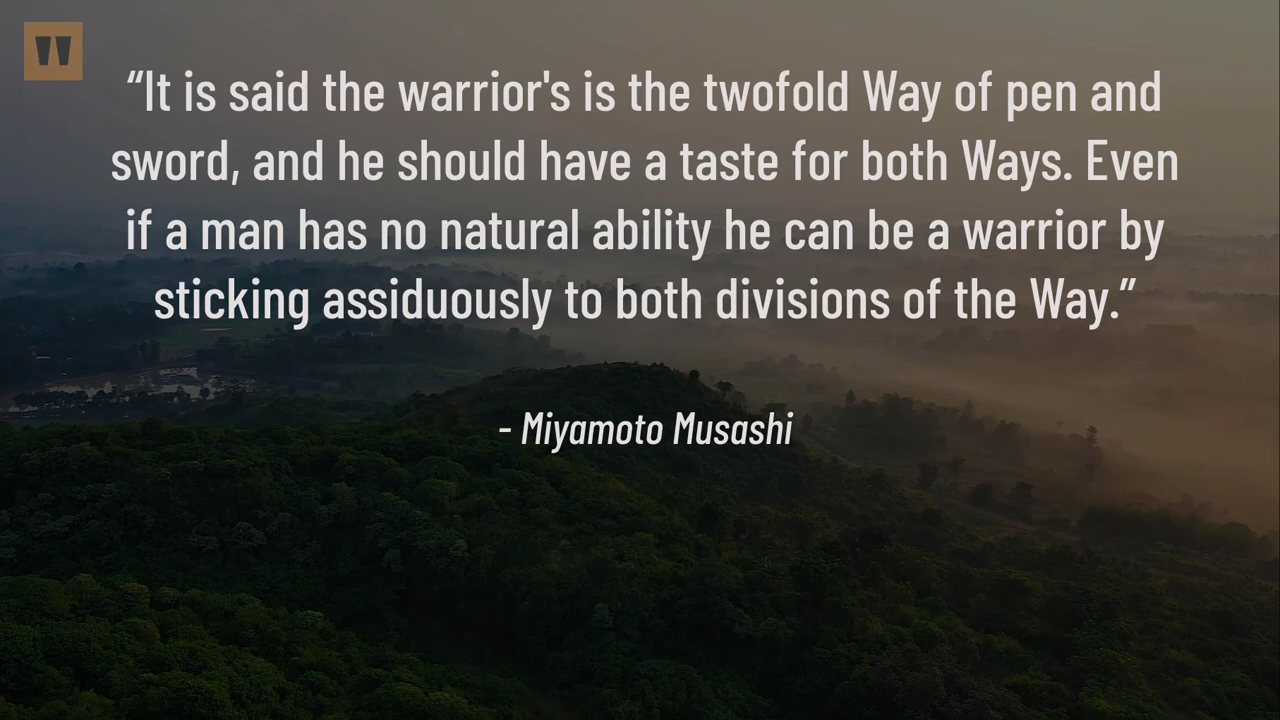 “It is said the warrior's is the twofold Way of pen and
sword, and he should have a taste for both Ways. Even
if a man has no natural ability he can be a warrior by
sticking assiduously to both divisions of the Way.”
- Miyamoto Musashi